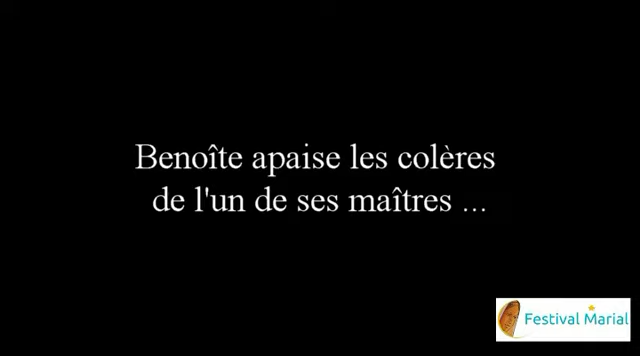 Benoîte apaise les colères
de l'un de ses maîtres ...
Festival Marial